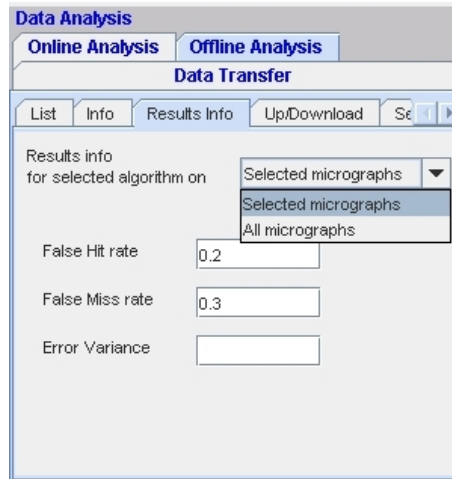 Data Analysis
Online Analysis Offline Analysis
Data Transfer
List Info Results Info Up/Download Se
Results info
for selected algorithm on Selected micrographs
Selected micrographs
All micrographs
False Hit rate 0.2
False Miss rate 0.3
Error Variance